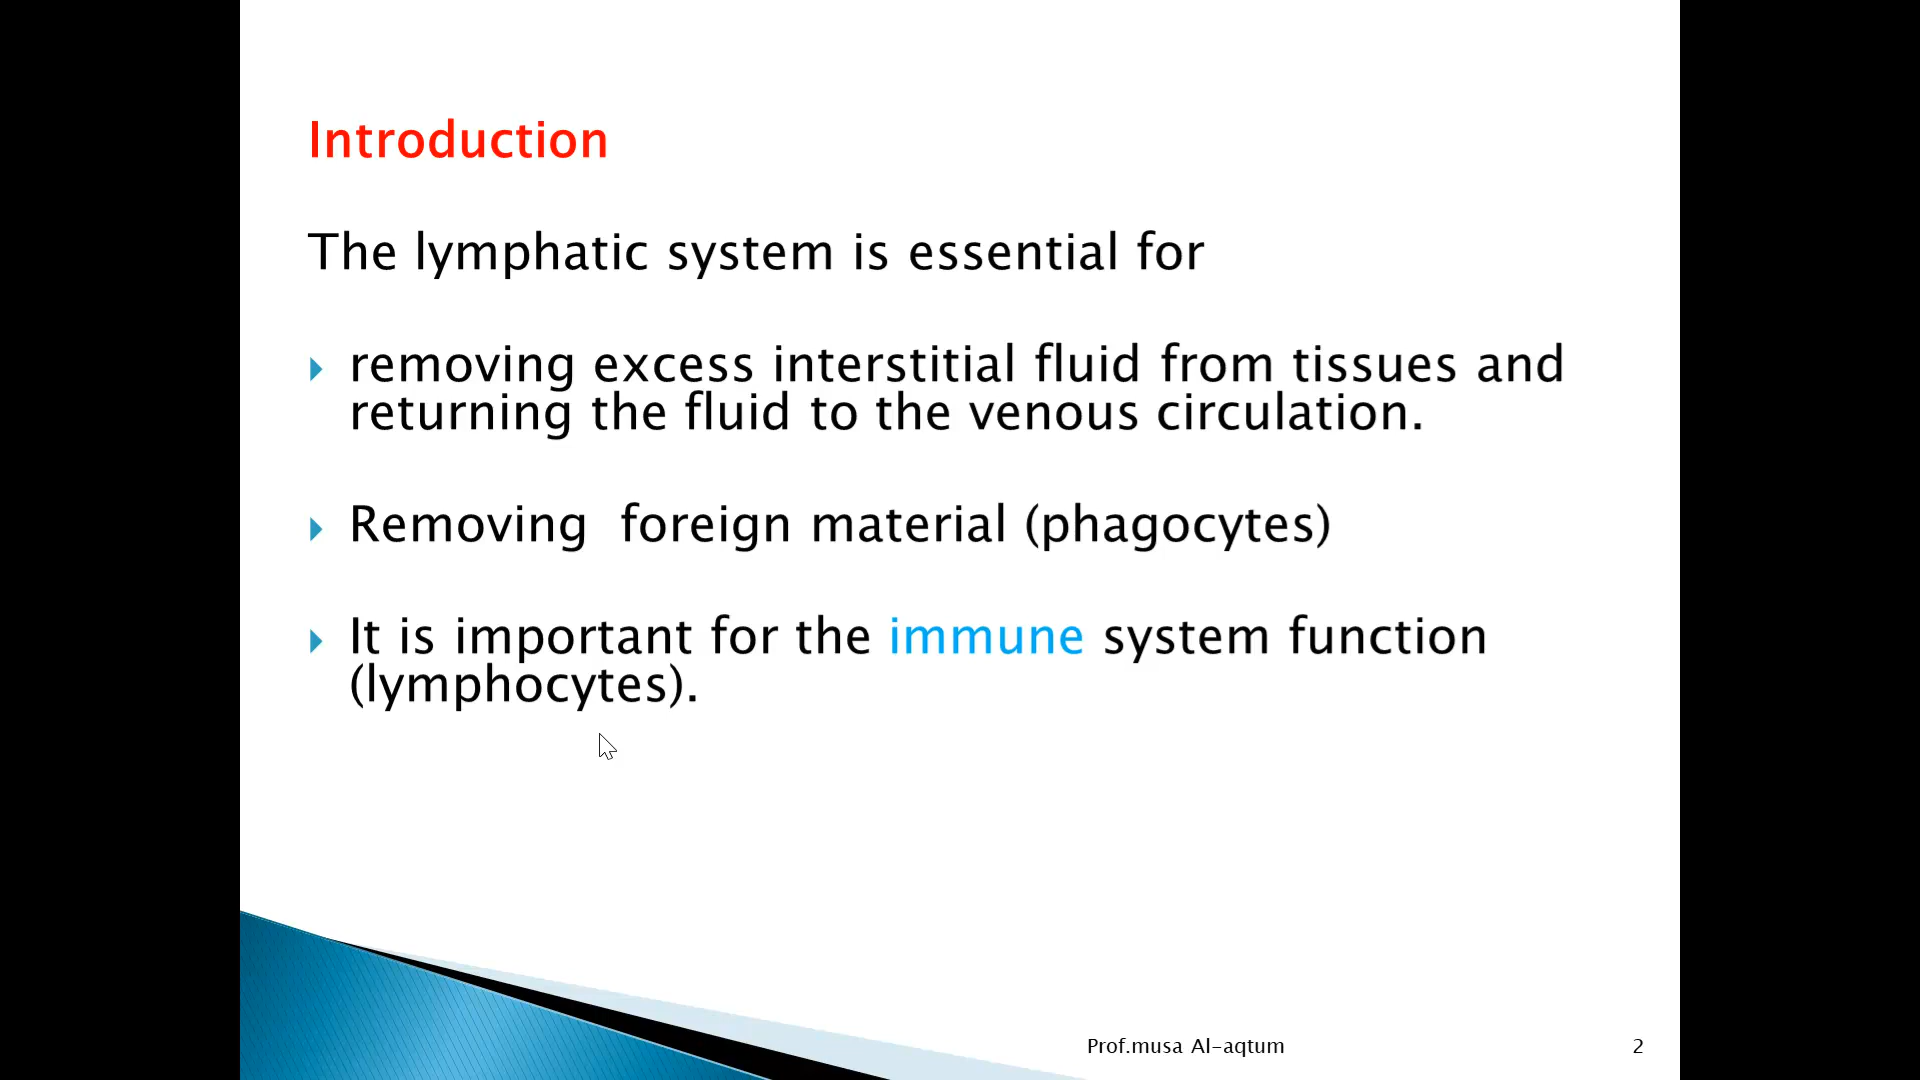 Introduction
The lymphatic system is essential for
removing excess interstitial fluid from tissues and
returning the fluid to the venous circulation.
Removing  foreign material (phagocytes)
It is important for the immune system function
(lymphocytes).
Prof.musa Al-aqtum
2